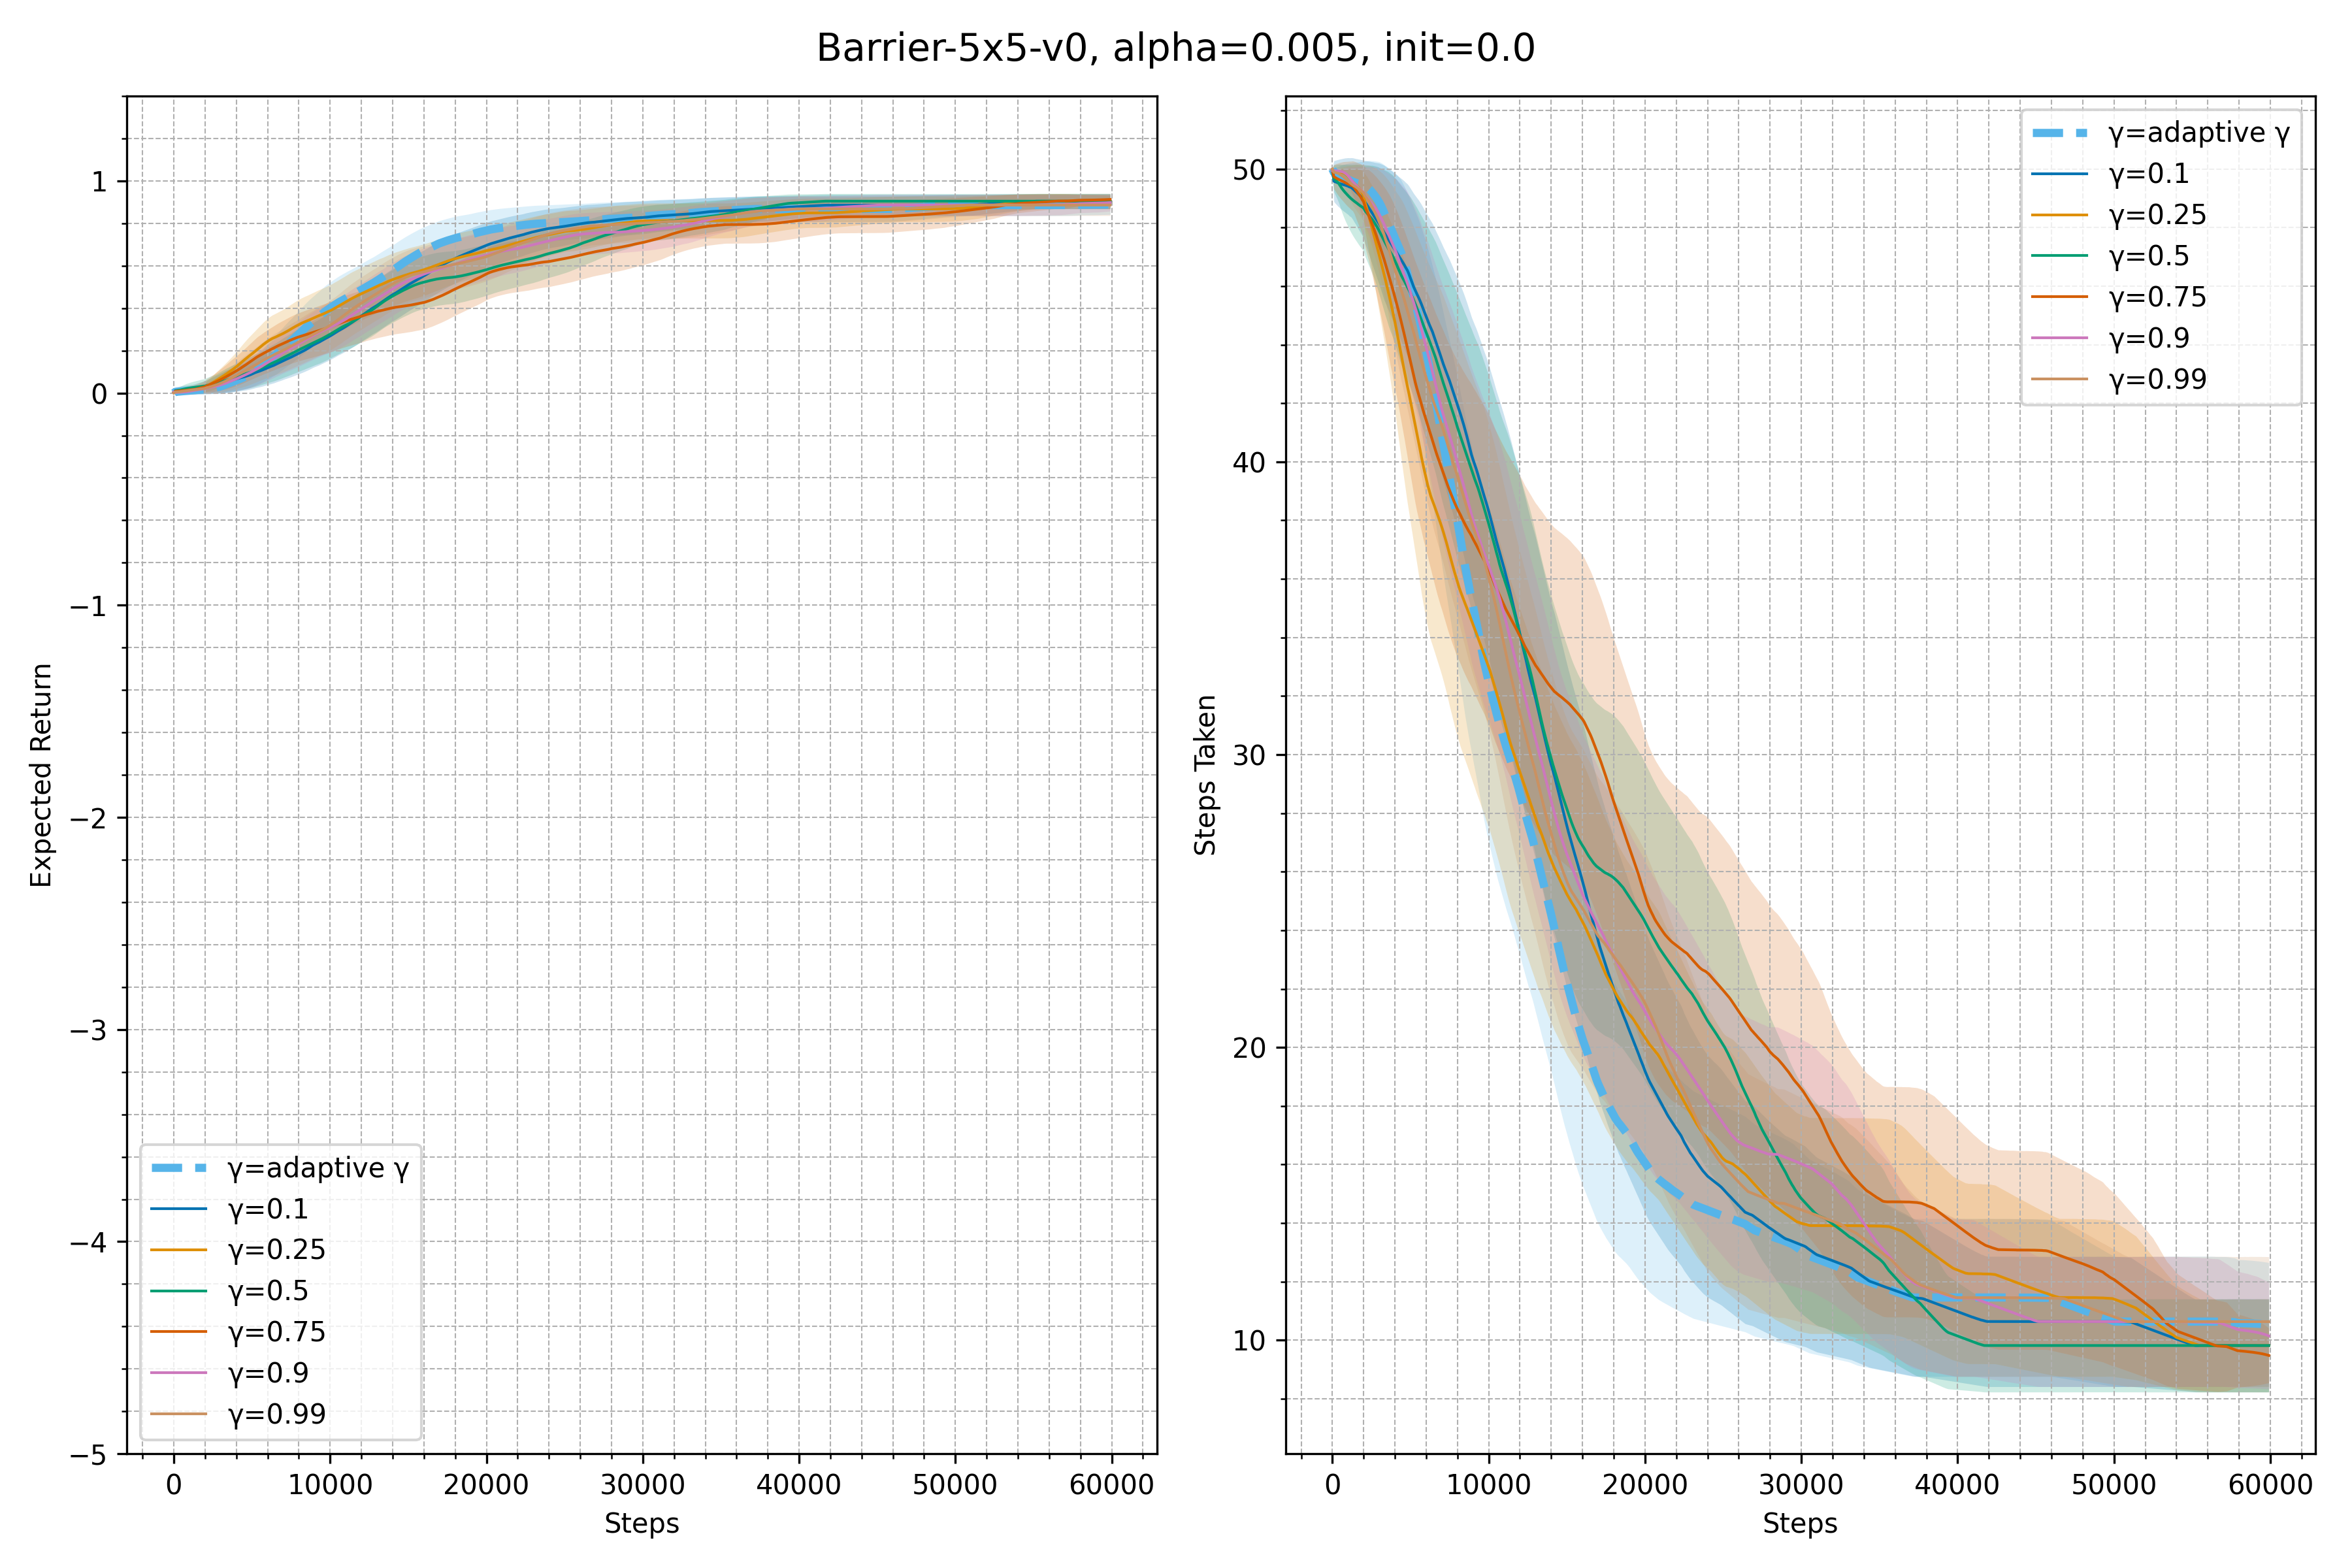 Barrier-5x5-v0, alpha=0.005, init=0.0
Expected Return
1
0
−1
−2
−3
−4
−5
γ=adaptive γ
γ=0.1
γ=0.25
γ=0.5
γ=0.75
γ=0.9
γ=0.99
0 10000 20000 30000 40000 50000 60000
Steps
Steps Taken
50
40
30
20
10
γ=adaptive γ
γ=0.1
γ=0.25
γ=0.5
γ=0.75
γ=0.9
γ=0.99
0 10000 20000 30000 40000 50000 60000
Steps